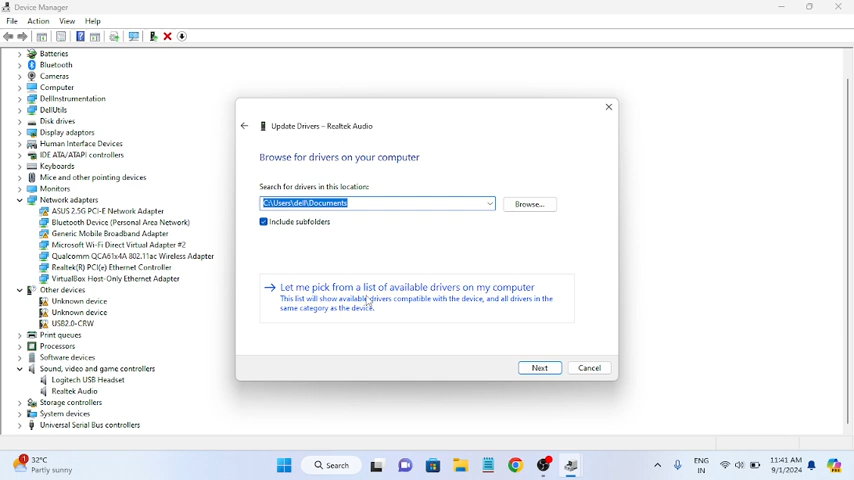 Device Manager
File Action View Help
Batteries
Bluetooth
Cameras
Computer
DellInstrumentation
DellUtils
Disk drives
Display adaptors
Human Interface Devices
IDE ATA/ATAPI controllers
Keyboards
Mice and other pointing devices
Monitors
Network adapters
ASUS 2.5G PCI-E Network Adapter
Bluetooth Device (Personal Area Network)
Generic Mobile Broadband Adapter
Microsoft Wi-Fi Direct Virtual Adapter #2
Qualcomm QCA61x4A 802.11ac Wireless Adapter
Realtek(R) PCI(e) Ethernet Controller
VirtualBox Host-Only Ethernet Adapter
Other devices
Unknown device
Unknown device
USB2.0-CRW
Print queues
Processors
Software devices
Sound, video and game controllers
Logitech USB Headset
Realtek Audio
Storage controllers
System devices
Universal Serial Bus controllers
Update Drivers – Realtek Audio
Browse for drivers on your computer
Search for drivers in this location:
C:\Users\dell\Documents
Browse...
Include subfolders
Let me pick from a list of available drivers on my computer
This list will show available drivers compatible with the device, and all drivers in the
same category as the device.
Next Cancel
1
32°C
Partly sunny
Search
ENG
IN
11:41 AM
9/1/2024
PRE